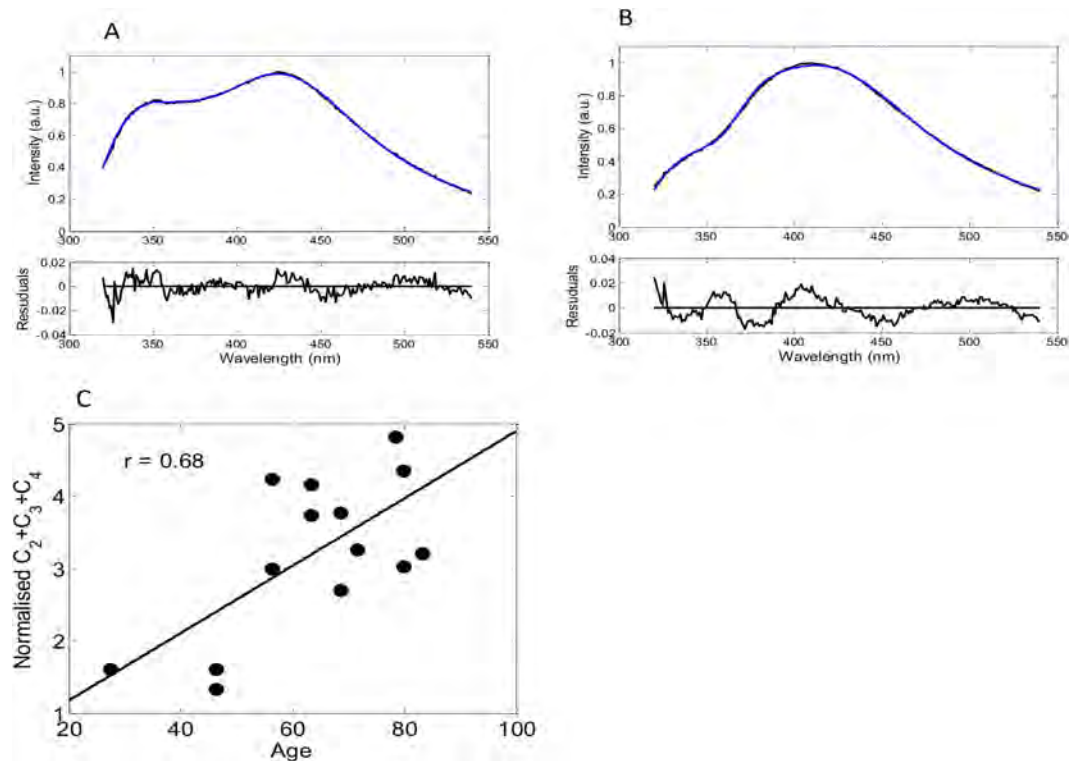 A
Intensity (a.u.)
1
0.8
0.6
0.4
0.2
0
300 350 400 450 500 550
Resuduals
0.02
0
-0.02
-0.04
300 350 400 450 500 550
Wavelength (nm)
B
Intensity (a.u.)
1
0.8
0.6
0.4
0.2
0
300 350 400 450 500 550
Residuals
0.04
0.02
0
-0.02
300 350 400 450 500 550
Wavelength (nm)
C
Normalised C₂+C₃+C₄
r = 0.68
5
4
3
2
1
20 40 60 80 100
Age